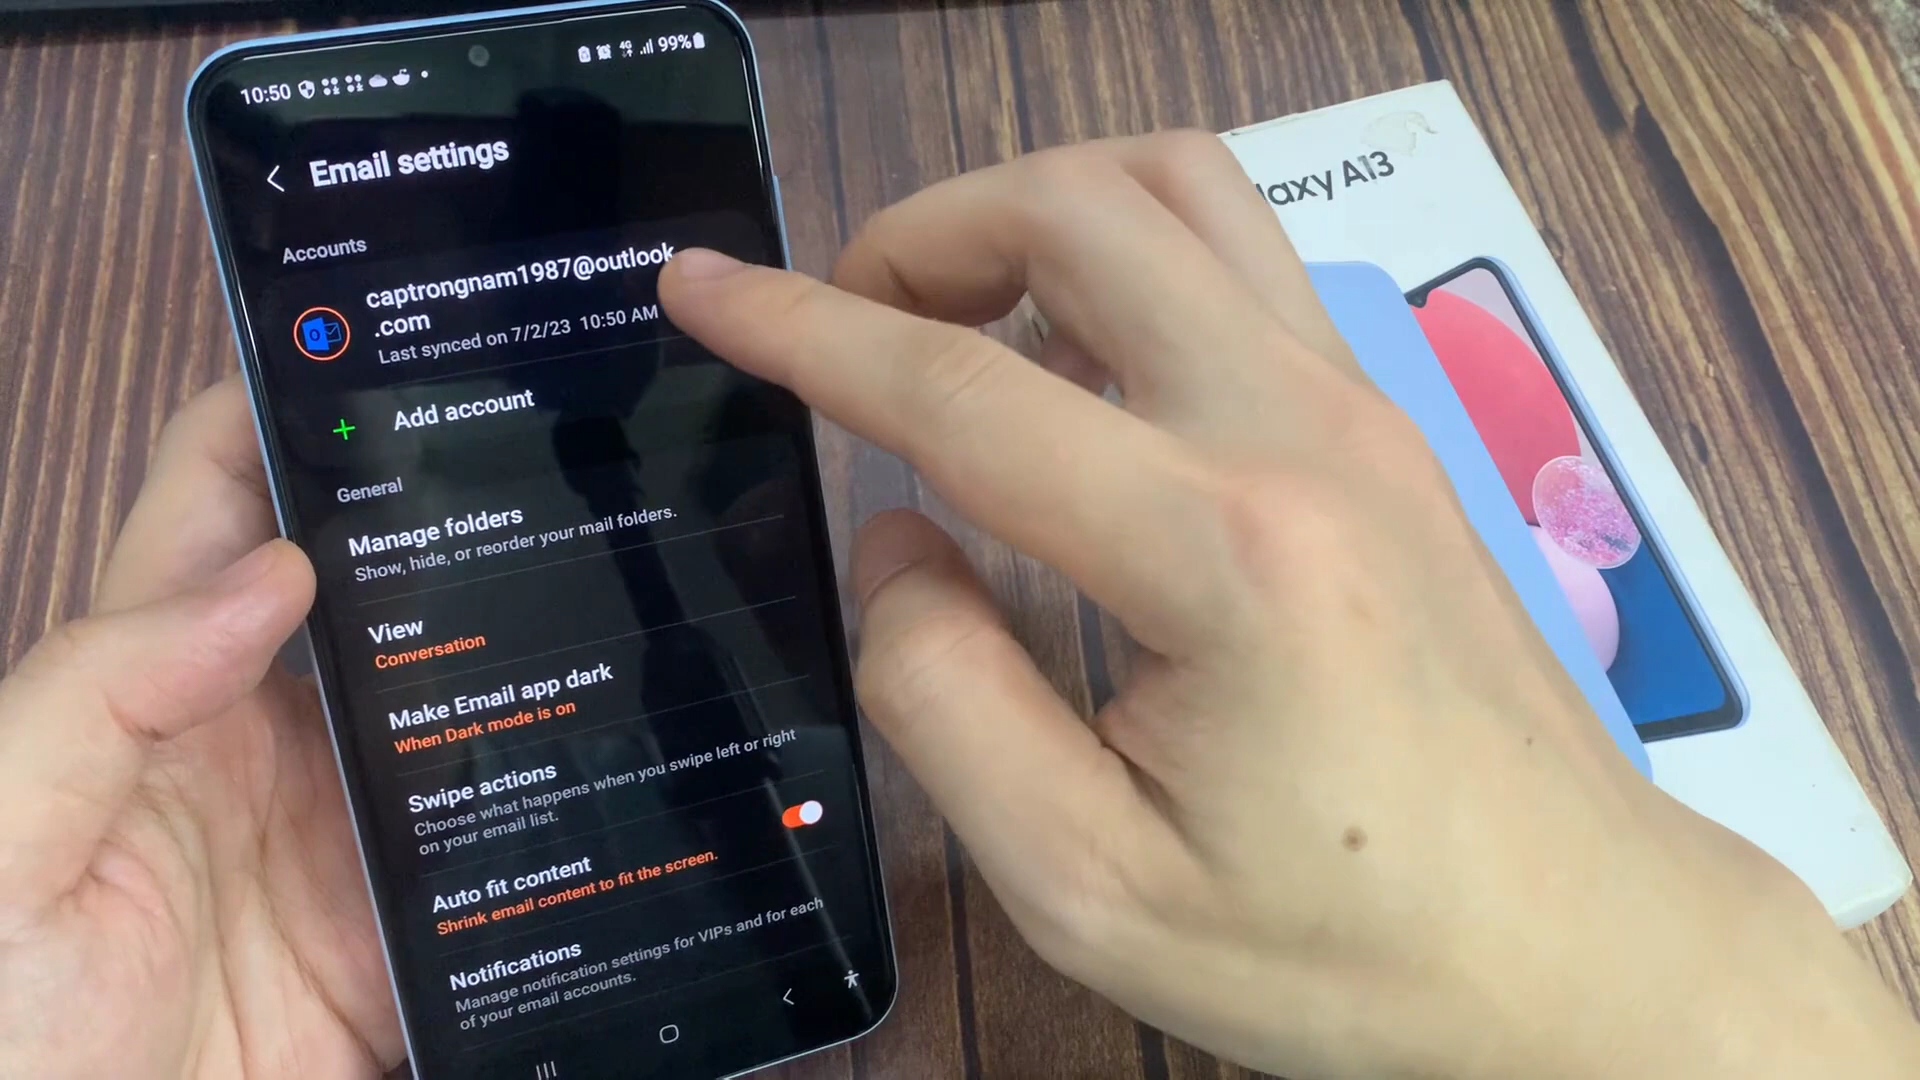 10:50
4G
99%
Email settings
Accounts
captrongnam1987@outlook
.com
Last synced on 7/2/23 10:50 AM
Add account
General
Manage folders
Show, hide, or reorder your mail folders.
View
Conversation
Make Email app dark
When Dark mode is on
Swipe actions
Choose what happens when you swipe left or right
on your email list.
Auto fit content
Shrink email content to fit the screen.
Notifications
Manage notification settings for VIPs and for each
of your email accounts.
laxy A13